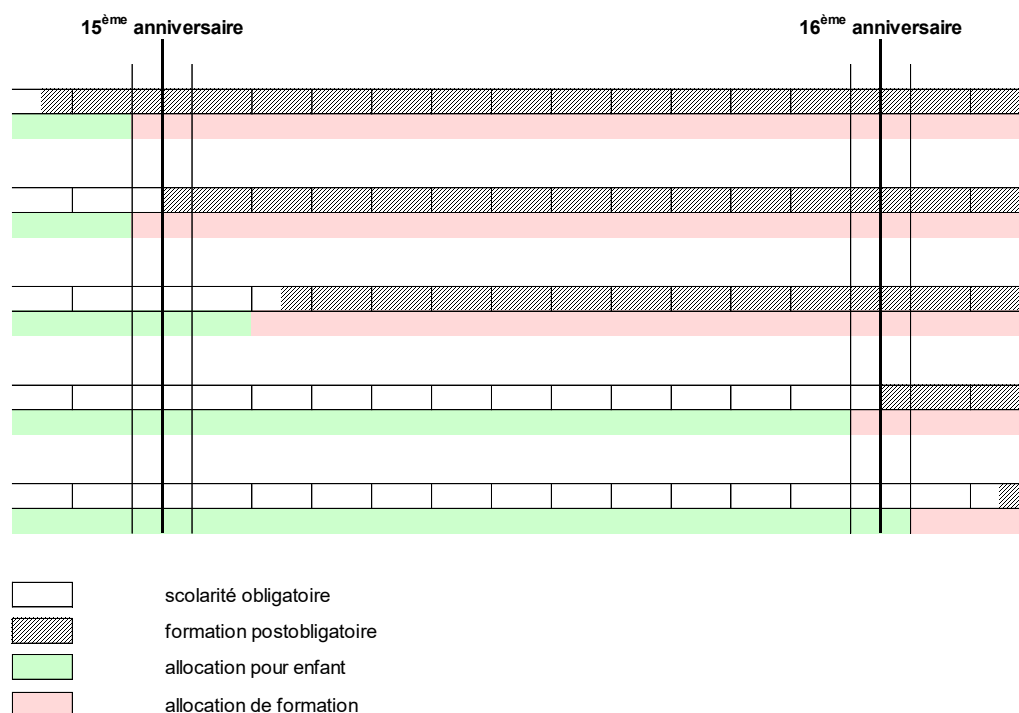 15ème anniversaire
16ème anniversaire
scolarité obligatoire
formation postobligatoire
allocation pour enfant
allocation de formation